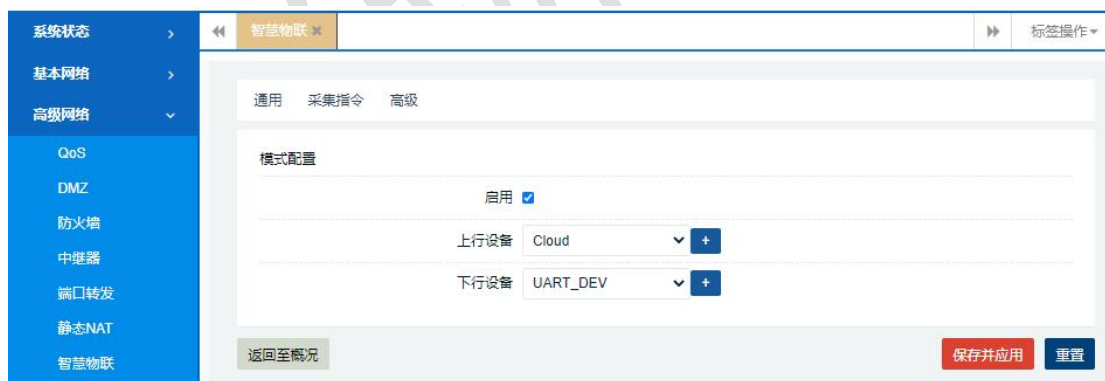 系统状态
智慧物联
标签操作
基本网络
高级网络
QoS
DMZ
防火墙
中继器
端口转发
静态NAT
智慧物联
通用 采集指令 高级
模式配置
启用
上行设备 Cloud +
下行设备 UART_DEV +
返回至概况 保存并应用 重置